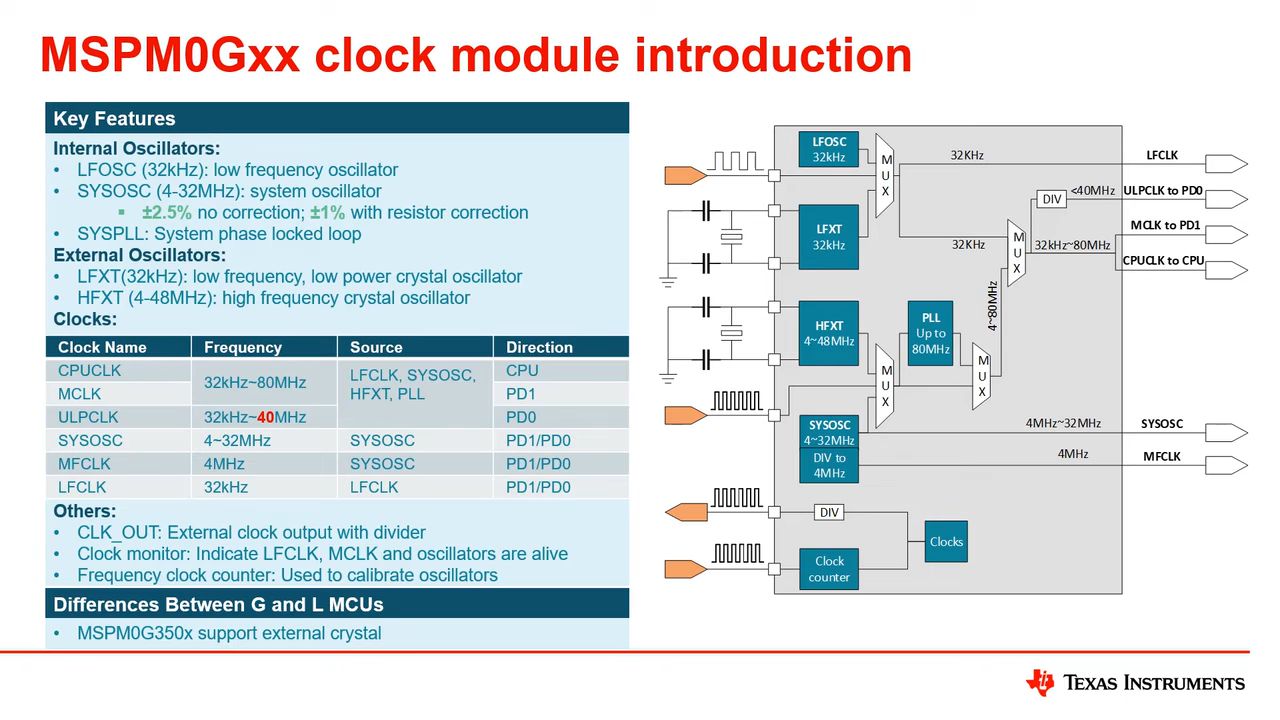 MSPM0Gxx clock module introduction
Key Features
Internal Oscillators:
• LFOSC (32kHz): low frequency oscillator
• SYSOSC (4-32MHz): system oscillator
▪ ±2.5% no correction; ±1% with resistor correction
• SYSPLL: System phase locked loop
External Oscillators:
• LFXT(32kHz): low frequency, low power crystal oscillator
• HFXT (4-48MHz): high frequency crystal oscillator
Clocks:
Clock Name Frequency Source Direction
CPUCLK 32kHz~80MHz LFCLK, SYSOSC, HFXT, PLL CPU
MCLK PD1
ULPCLK 32kHz~40MHz PD0
SYSOSC 4~32MHz SYSOSC PD1/PD0
MFCLK 4MHz SYSOSC PD1/PD0
LFCLK 32kHz LFCLK PD1/PD0
Others:
• CLK_OUT: External clock output with divider
• Clock monitor: Indicate LFCLK, MCLK and oscillators are alive
• Frequency clock counter: Used to calibrate oscillators
Differences Between G and L MCUs
• MSPM0G350x support external crystal
LFOSC
32kHz
MUX
32KHz
LFCLK
<40MHz
ULPCLK to PD0
DIV
LFXT
32kHz
MCLK to PD1
MUX
32KHz
32kHz~80MHz
CPUCLK to CPU
4~80MHz
HFXT
4~48MHz
PLL
Up to
80MHz
MUX
MUX
SYSOSC
4~32MHz
4MHz~32MHz
SYSOSC
DIV to
4MHz
4MHz
MFCLK
DIV
Clocks
Clock
counter
TEXAS INSTRUMENTS